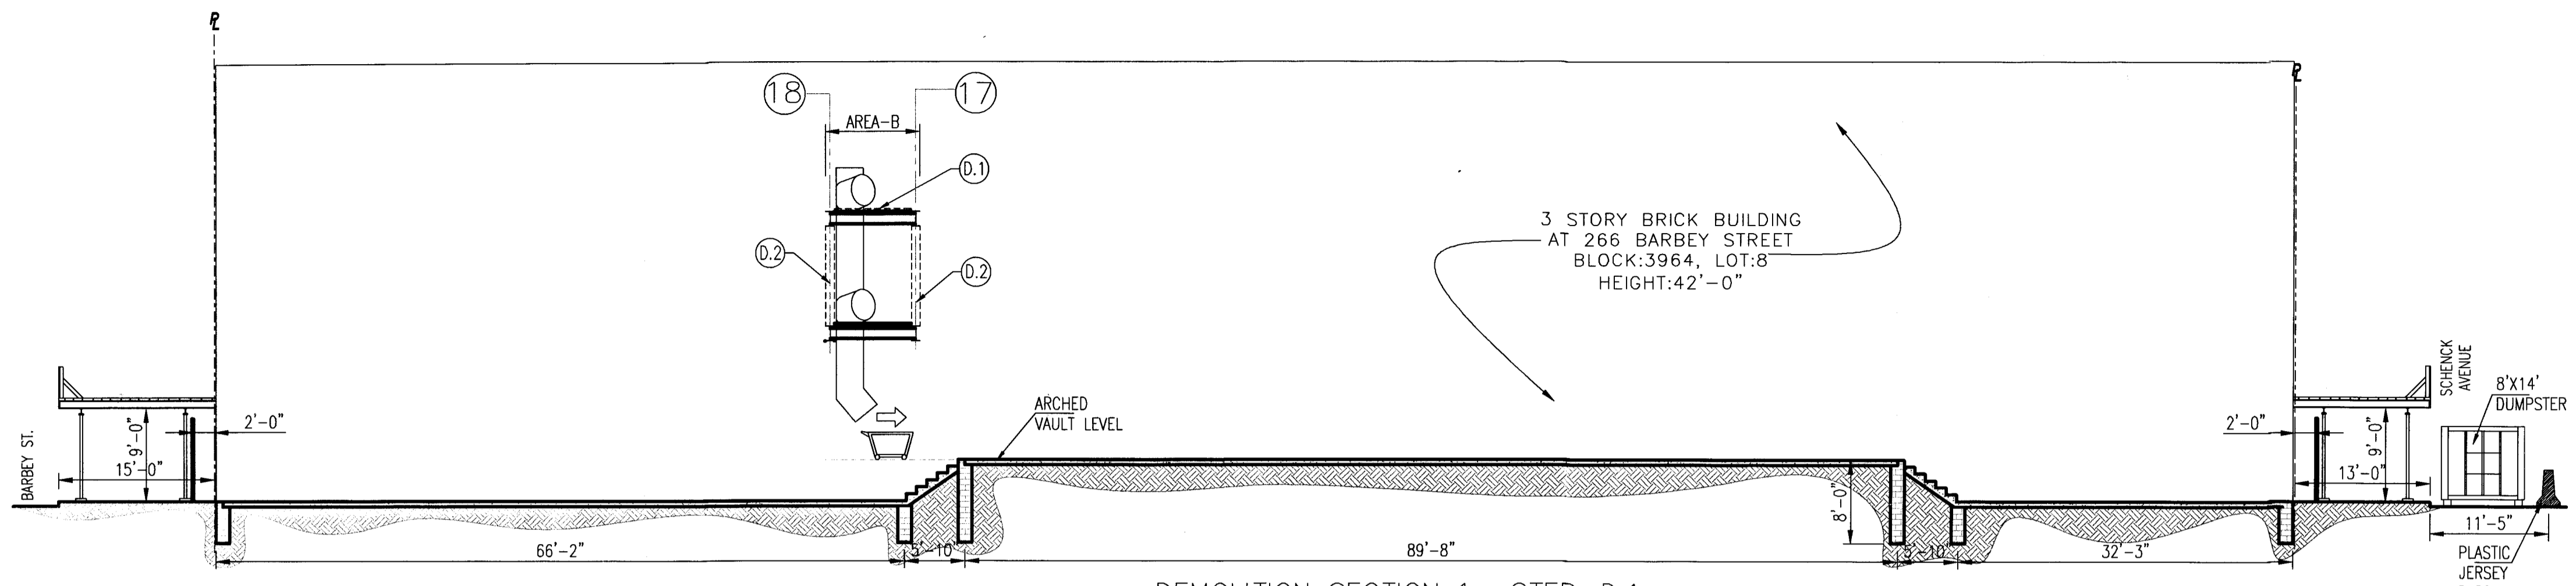 PL
PL
18
17
AREA-B
D.1
D.2
D.2
3 STORY BRICK BUILDING
AT 266 BARBEY STREET
BLOCK:3964, LOT:8
HEIGHT:42'-0"
ARCHED
VAULT LEVEL
BARBEY ST.
9'-0"
2'-0"
15'-0"
SCHENCK
AVENUE
8'X14'
DUMPSTER
2'-0"
9'-0"
13'-0"
8'-0"
11'-5"
66'-2"
5'-10"
89'-8"
5'-10"
32'-3"
PLASTIC
JERSEY